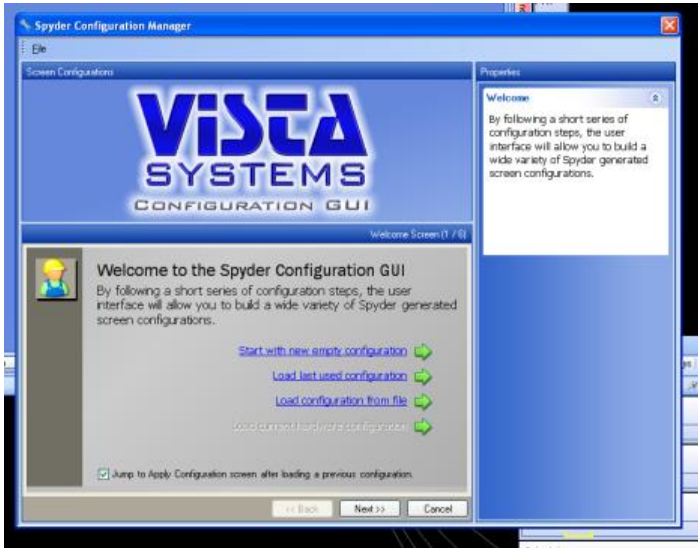 Spyder Configuration Manager
File
Screen Configurations
Properties
VISTA
SYSTEMS
CONFIGURATION GUI
Welcome
By following a short series of
configuration steps, the user
interface will allow you to build a
wide variety of Spyder generated
screen configurations.
Welcome Screen (1 / 6)
Welcome to the Spyder Configuration GUI
By following a short series of configuration steps, the user
interface will allow you to build a wide variety of Spyder generated
screen configurations.
Start with new empty configuration
Load last used configuration
Load configuration from file
Load current hardware configuration
Jump to Apply Configuration screen after loading a previous configuration.
<< Back
Next >>
Cancel